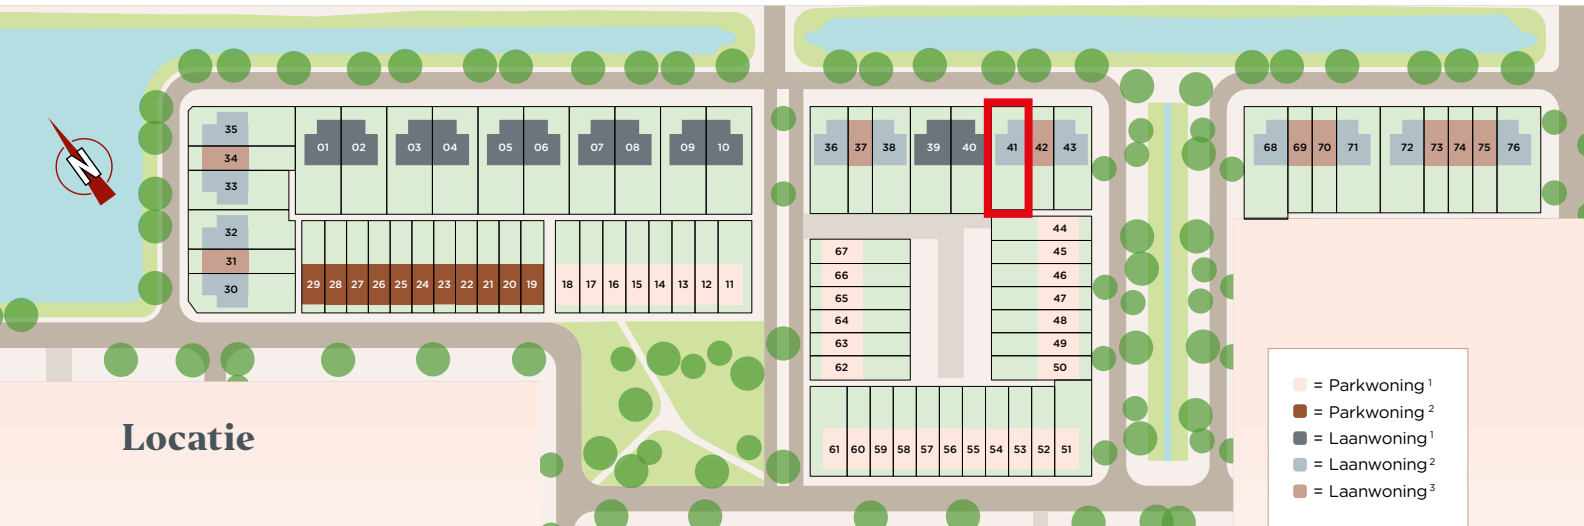 35
34
33
32
31
30
01 02 03 04 05 06 07 08 09 10
36 37 38 39 40 41 42 43
68 69 70 71 72 73 74 75 76
N
29 28 27 26 25 24 23 22 21 20 19
18 17 16 15 14 13 12 11
67
66
65
64
63
62
44
45
46
47
48
49
50
61 60 59 58 57 56 55 54 53 52 51
Locatie
= Parkwoning 1
= Parkwoning 2
= Laanwoning 1
= Laanwoning 2
= Laanwoning 3